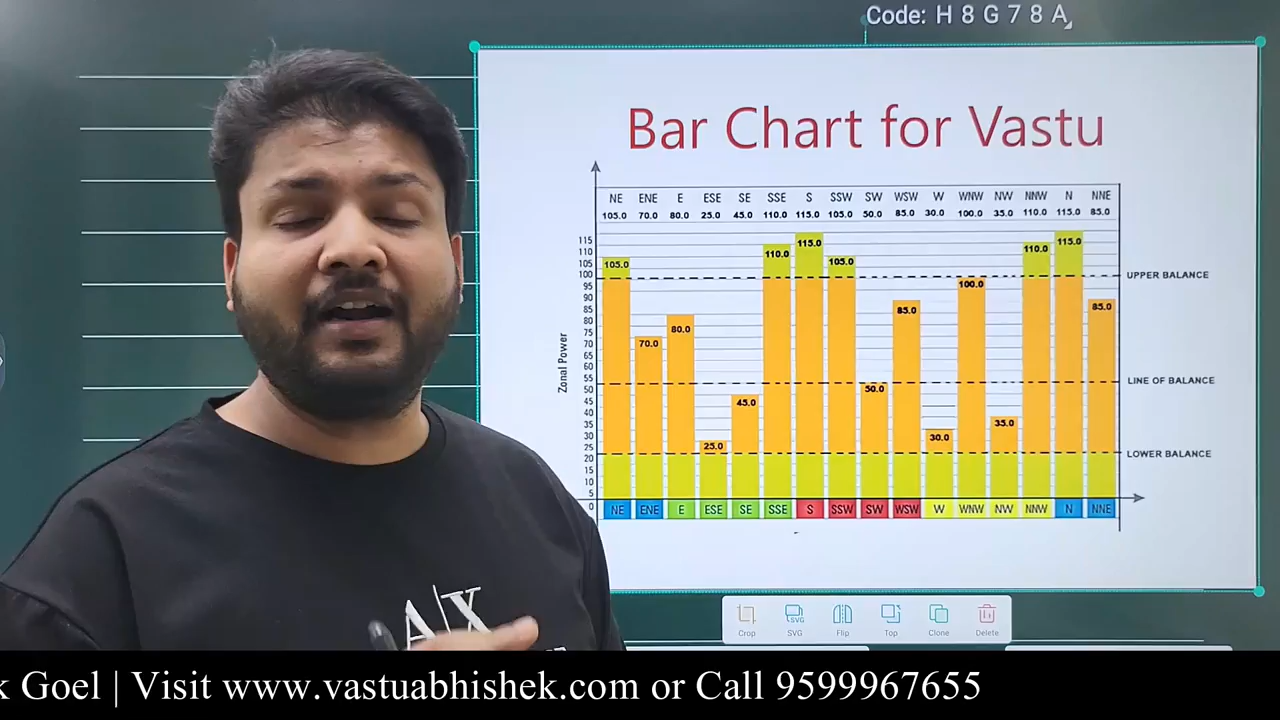 Code: H 8 G 7 8 A
Bar Chart for Vastu
NE ENE E ESE SE SSE S SSW SW WSW W WNW NW NNW N NNE
105.0 70.0 80.0 25.0 45.0 110.0 115.0 105.0 50.0 85.0 30.0 100.0 35.0 110.0 115.0 85.0
115
110
105
100
95
90
85
80
75
70
65
60
55
50
45
40
35
30
25
20
15
10
5
0
Zonal Power
105.0 70.0 80.0 25.0 45.0 110.0 115.0 105.0 50.0 85.0 30.0 100.0 35.0 110.0 115.0 85.0
UPPER BALANCE
LINE OF BALANCE
LOWER BALANCE
NE ENE E ESE SE SSE S SSW SW WSW W WNW NW NNW N NNE
Crop SVG Flip Top Clone Delete
SVG
A|X
k Goel | Visit www.vastuabhishek.com or Call 9599967655